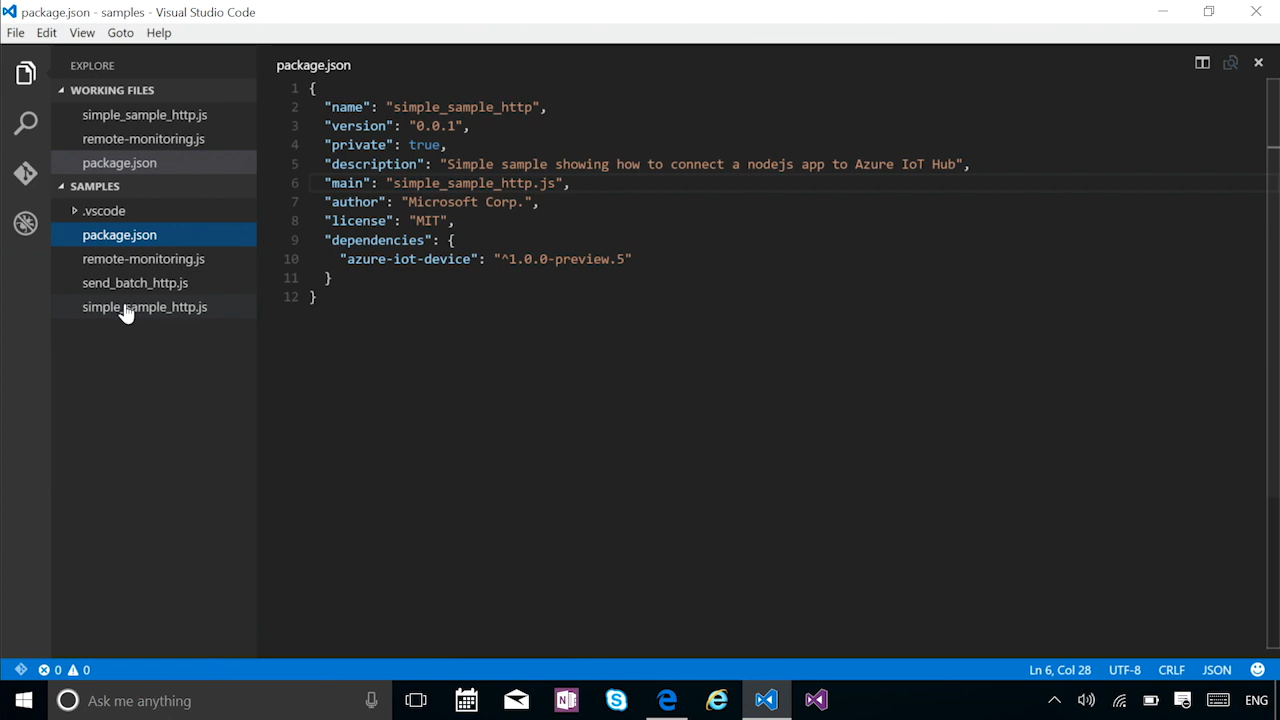 package.json - samples - Visual Studio Code
File Edit View Goto Help
EXPLORE
WORKING FILES
simple_sample_http.js
remote-monitoring.js
package.json
SAMPLES
.vscode
package.json
remote-monitoring.js
send_batch_http.js
simple_sample_http.js
package.json
1 {
2 "name": "simple_sample_http",
3 "version": "0.0.1",
4 "private": true,
5 "description": "Simple sample showing how to connect a nodejs app to Azure IoT Hub",
6 "main": "simple_sample_http.js",
7 "author": "Microsoft Corp.",
8 "license": "MIT",
9 "dependencies": {
10 "azure-iot-device": "^1.0.0-preview.5"
11 }
12 }
0 0 Ln 6, Col 28 UTF-8 CRLF JSON
Ask me anything ENG